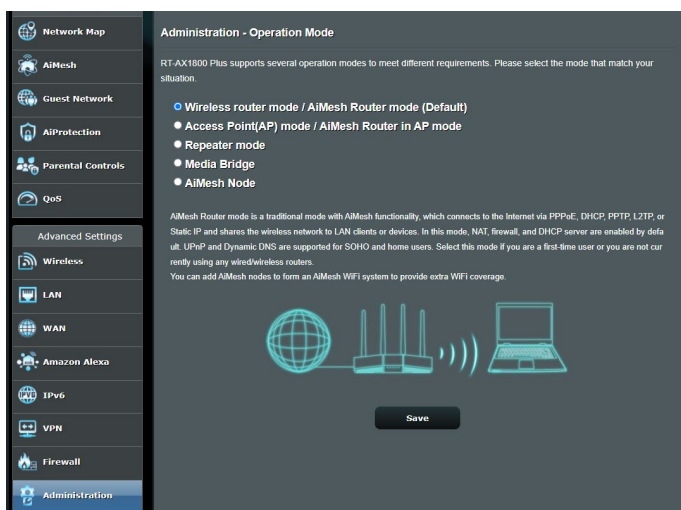 Network Map
AiMesh
Guest Network
AiProtection
Parental Controls
QoS
Advanced Settings
Wireless
LAN
WAN
Amazon Alexa
IPv6
VPN
Firewall
Administration
Administration - Operation Mode
RT-AX1800 Plus supports several operation modes to meet different requirements. Please select the mode that match your
situation.
Wireless router mode / AiMesh Router mode (Default)
Access Point(AP) mode / AiMesh Router in AP mode
Repeater mode
Media Bridge
AiMesh Node
AiMesh Router mode is a traditional mode with AiMesh functionality, which connects to the Internet via PPPoE, DHCP, PPTP, L2TP, or
Static IP and shares the wireless network to LAN clients or devices. In this mode, NAT, firewall, and DHCP server are enabled by defa
ult. UPnP and Dynamic DNS are supported for SOHO and home users. Select this mode if you are a first-time user or you are not cur
rently using any wired/wireless routers.
You can add AiMesh nodes to form an AiMesh WiFi system to provide extra WiFi coverage.
Save